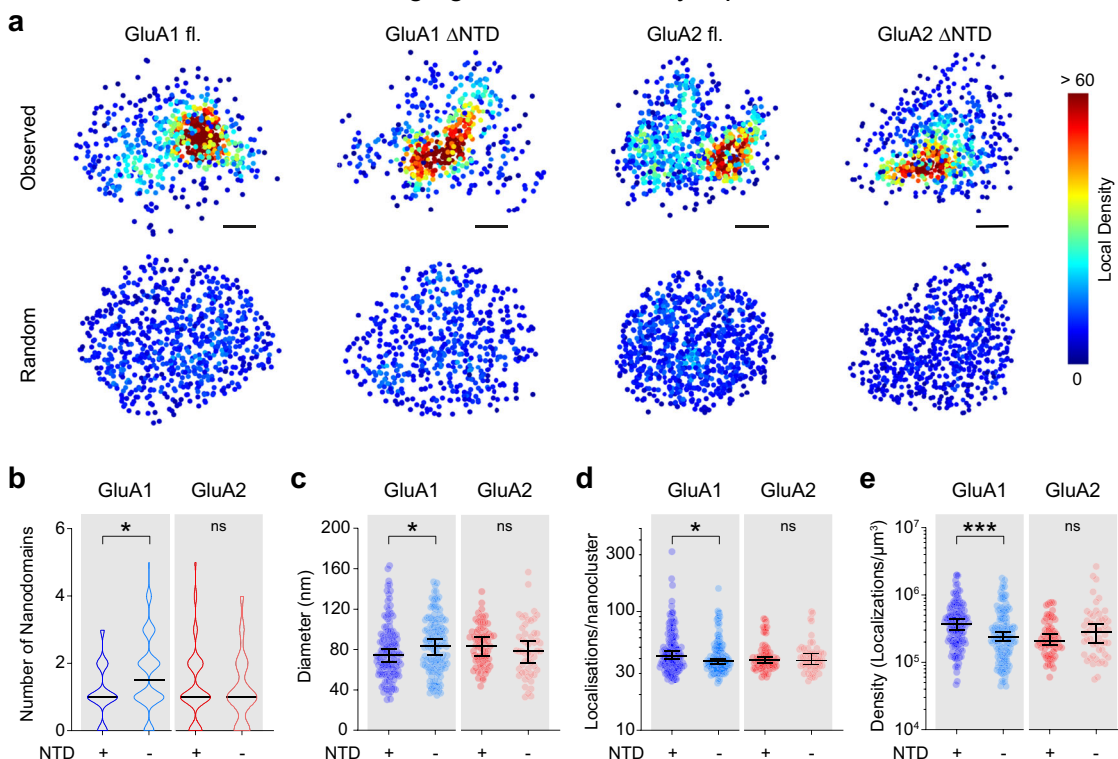 a
GluA1 fl.
GluA1 ΔNTD
GluA2 fl.
GluA2 ΔNTD
Observed
Random
> 60
Local Density
0
b
GluA1
GluA2
Number of Nanodomains
6
4
2
0
*
ns
NTD
+
-
+
-
c
GluA1
GluA2
Diameter (nm)
200
160
120
80
40
0
*
ns
NTD
+
-
+
-
d
GluA1
GluA2
Localisations/nanocluster
320
100
30
10
*
ns
NTD
+
-
+
-
e
GluA1
GluA2
Density (Localizations/μm³)
10⁷
10⁶
10⁵
10⁴
***
ns
NTD
+
-
+
-